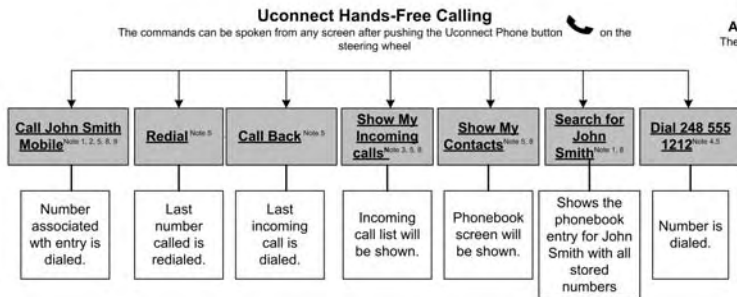 Uconnect Hands-Free Calling
The commands can be spoken from any screen after pushing the Uconnect Phone button on the
steering wheel
A
The
Call John Smith
Mobile Note 1, 2, 5, 8, 9
Redial Note 5
Call Back Note 5
Show My
Incoming
calls Note 3, 5, 8
Show My
Contacts Note 5, 8
Search for
John
Smith Note 1, 8
Dial 248 555
1212 Note 4,5
Number
associated
wth entry is
dialed.
Last
number
called is
redialed.
Last
incoming
call is
dialed.
Incoming
call list will
be shown.
Phonebook
screen will
be shown.
Shows the
phonebook
entry for John
Smith with all
stored
numbers
Number is
dialed.